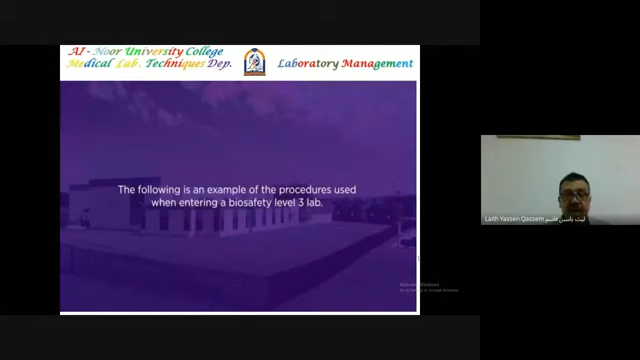 Al - Noor University College
Medical Lab. Techniques Dep.
Laboratory Management
The following is an example of the procedures used
when entering a biosafety level 3 lab.
Laith Yassen Qassem ليث ياسين قاسم